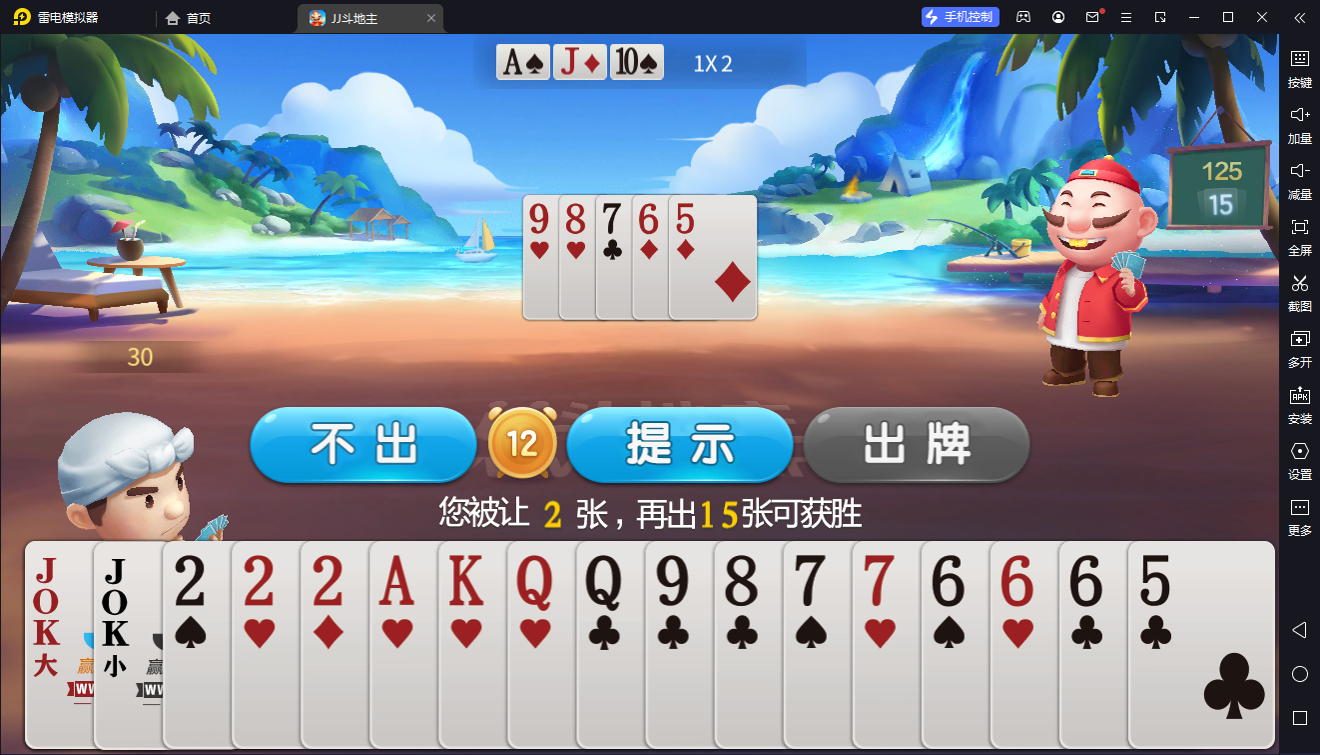 雷电模拟器
首页
JJ斗地主
手机控制
A J 10 1X2
按键
加量
125
减量
15
9 8 7 6 5
全屏
截图
30
多开
不出 12 提示 出牌
安装
设置
您被让 2 张，再出15张可获胜
更多
JOK大 JOK小 2 2 2 A K Q Q 9 8 7 7 6 6 6 5